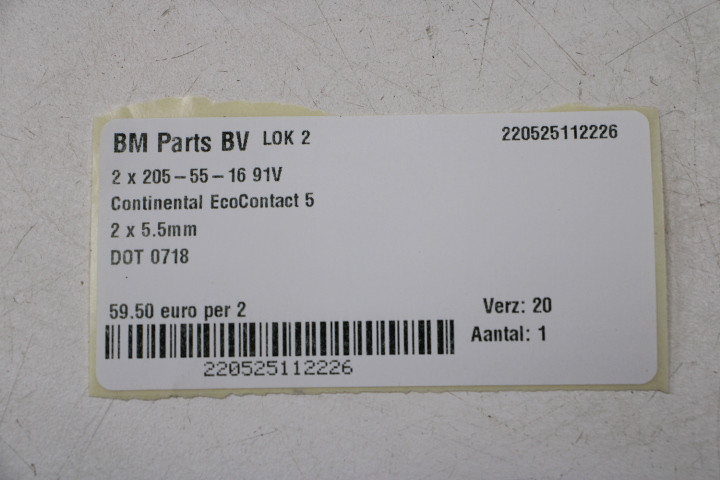 BM Parts BV LOK 2 220525112226
2 x 205-55-16 91V
Continental EcoContact 5
2 x 5.5mm
DOT 0718
59.50 euro per 2 Verz: 20
Aantal: 1
220525112226